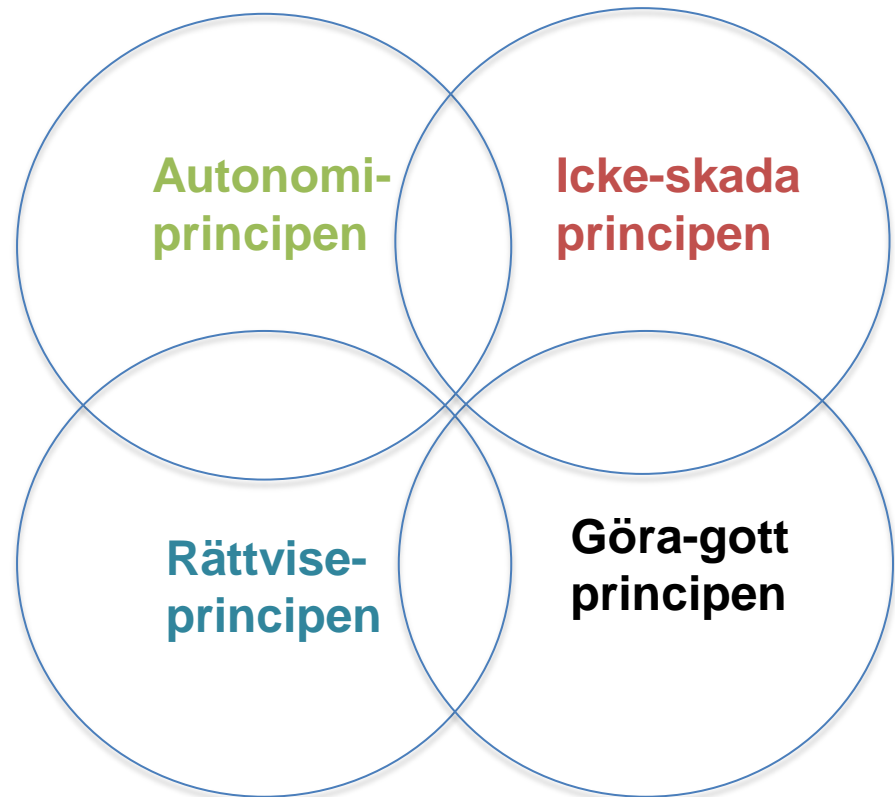 Autonomi-
principen
Icke-skada
principen
Rättvise-
principen
Göra-gott
principen